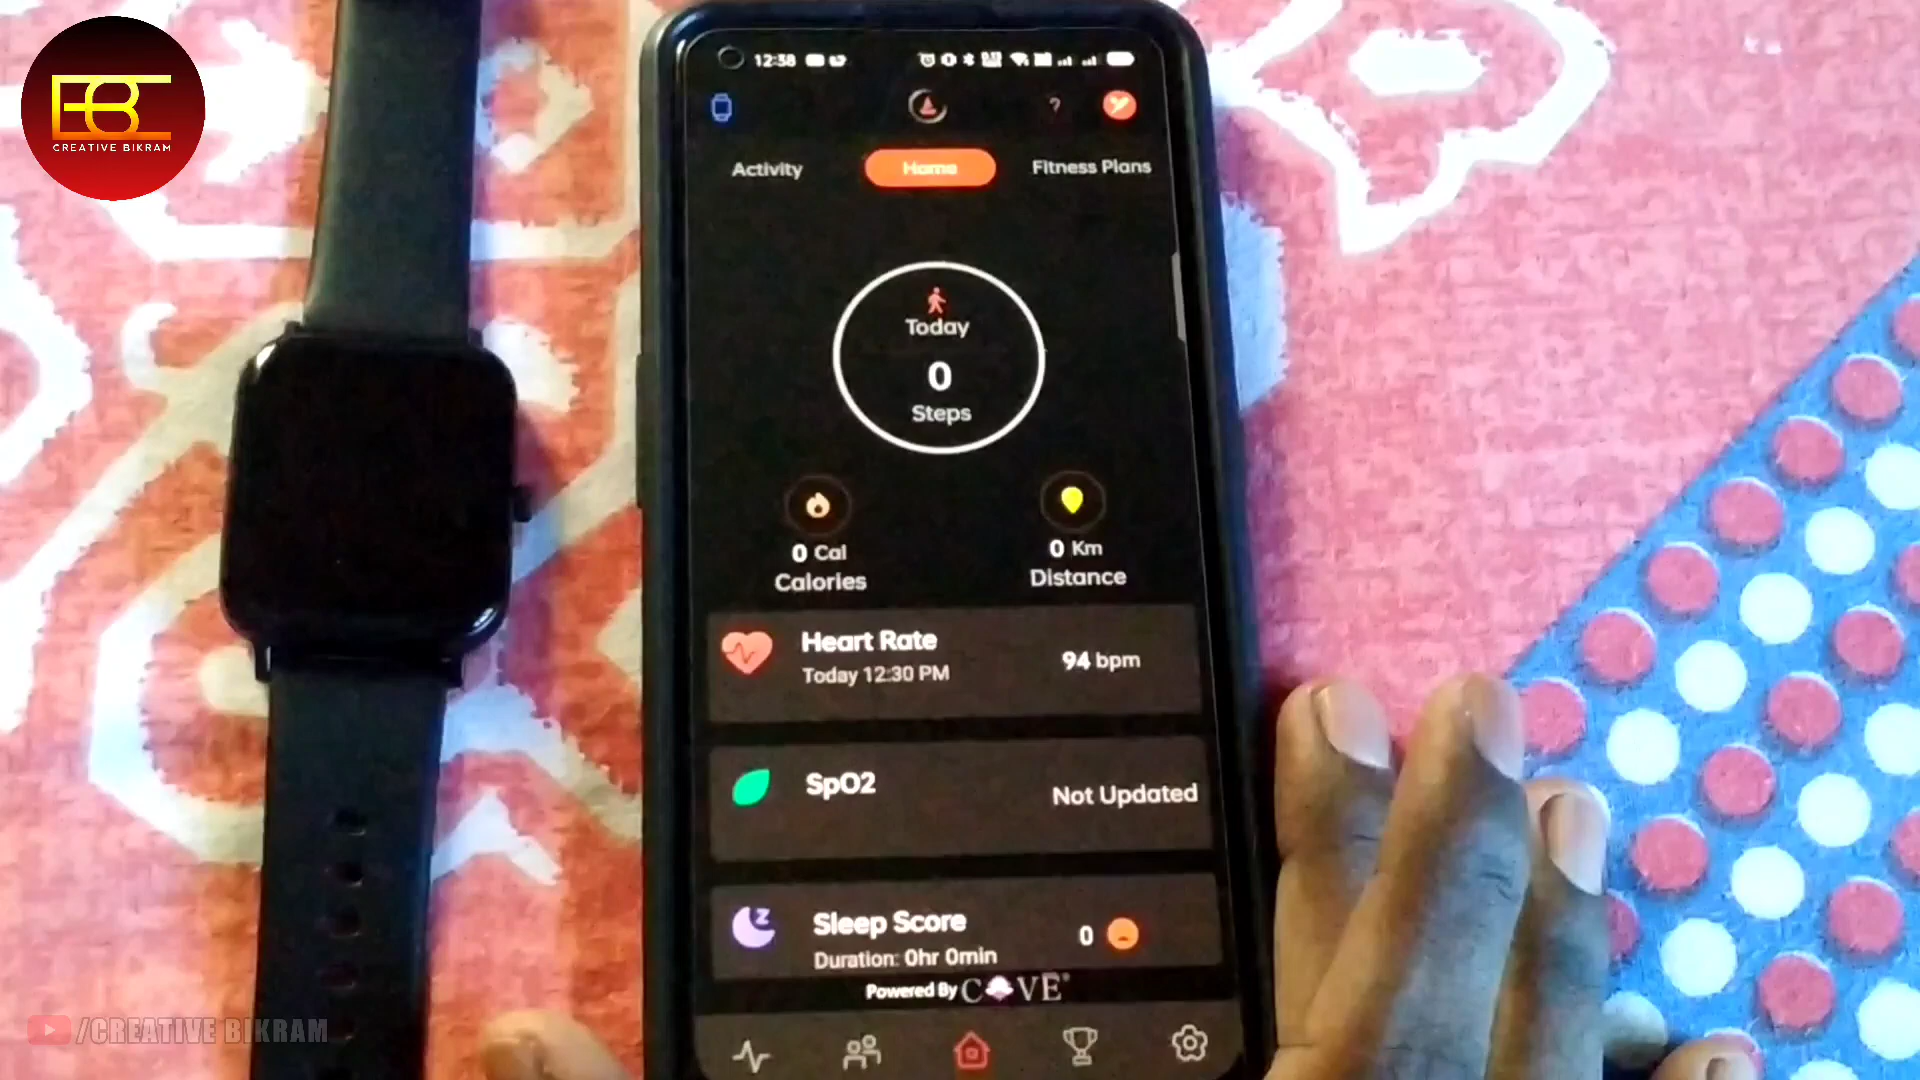 EBC
CREATIVE BIKRAM
12:38
?
Activity
Home
Fitness Plans
Today
0
Steps
0 Cal
Calories
0 Km
Distance
Heart Rate
Today 12:30 PM
94 bpm
SpO2
Not Updated
Sleep Score
Duration: 0hr 0min
0
Powered By COVE
/CREATIVE BIKRAM